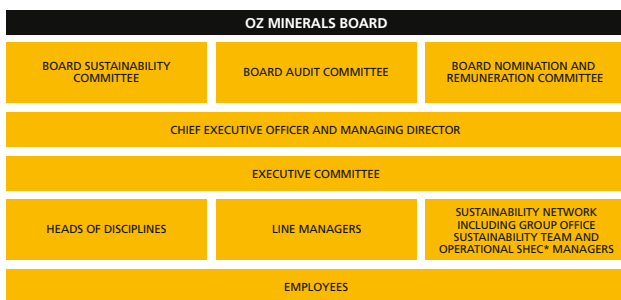 OZ MINERALS BOARD
BOARD SUSTAINABILITY
COMMITTEE
BOARD AUDIT COMMITTEE
BOARD NOMINATION AND
REMUNERATION COMMITTEE
CHIEF EXECUTIVE OFFICER AND MANAGING DIRECTOR
EXECUTIVE COMMITTEE
HEADS OF DISCIPLINES
LINE MANAGERS
SUSTAINABILITY NETWORK
INCLUDING GROUP OFFICE
SUSTAINABILITY TEAM AND
OPERATIONAL SHEC* MANAGERS
EMPLOYEES